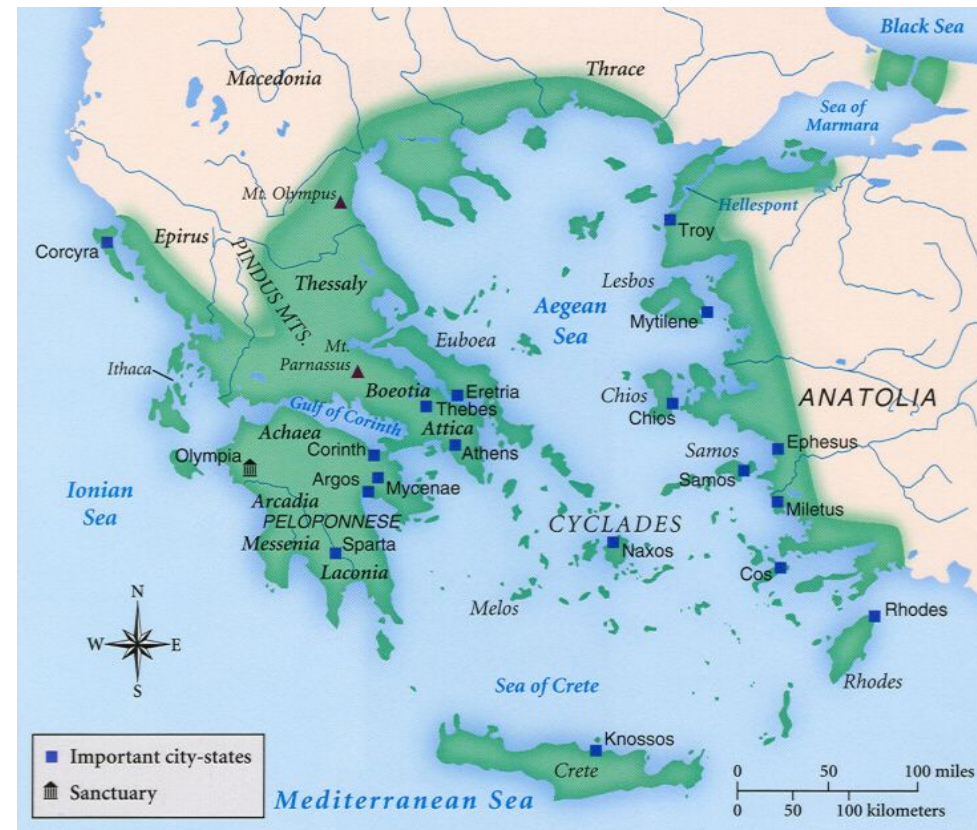 Black Sea
Macedonia
Thrace
Sea of
Marmara
Mt. Olympus
Hellespont
Troy
Corcyra
Epirus
PINDUS MTS.
Thessaly
Lesbos
Mytilene
Aegean
Sea
Euboea
Mt.
Parnassus
Ithaca
Boeotia
Eretria
Thebes
Gulf of Corinth
Attica
Chios
Chios
ANATOLIA
Achaea
Corinth
Athens
Ephesus
Olympia
Samos
Samos
Argos
Mycenae
Ionian
Sea
Arcadia
Miletus
PELOPONNESE
CYCLADES
Messenia
Sparta
Naxos
Laconia
Cos
Melos
Rhodes
Rhodes
N
W
E
S
Sea of Crete
Knossos
Crete
Important city-states
Sanctuary
Mediterranean Sea
0 50 100 miles
0 50 100 kilometers